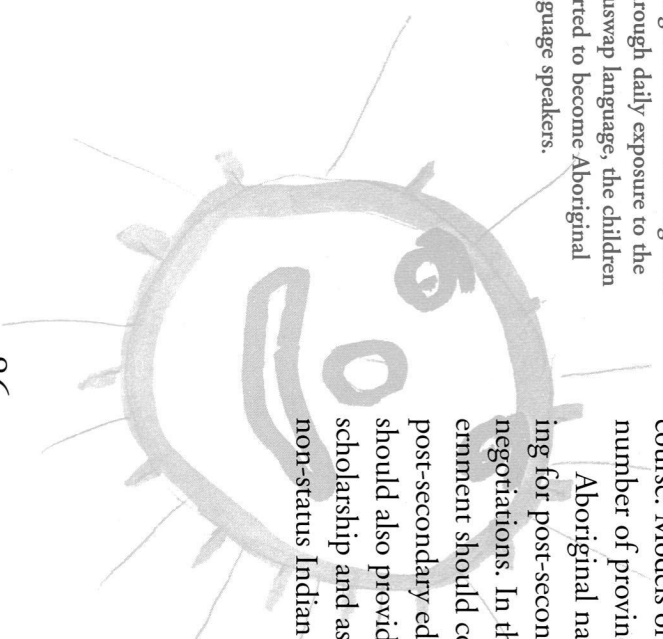 rough daily exposure to the
uswap language, the children
rted to become Aboriginal
guage speakers.
course. Models of
number of provin
Aboriginal na
ing for post-secon
negotiations. In th
ernment should co
post-secondary ed
should also provid
scholarship and as
non-status Indian